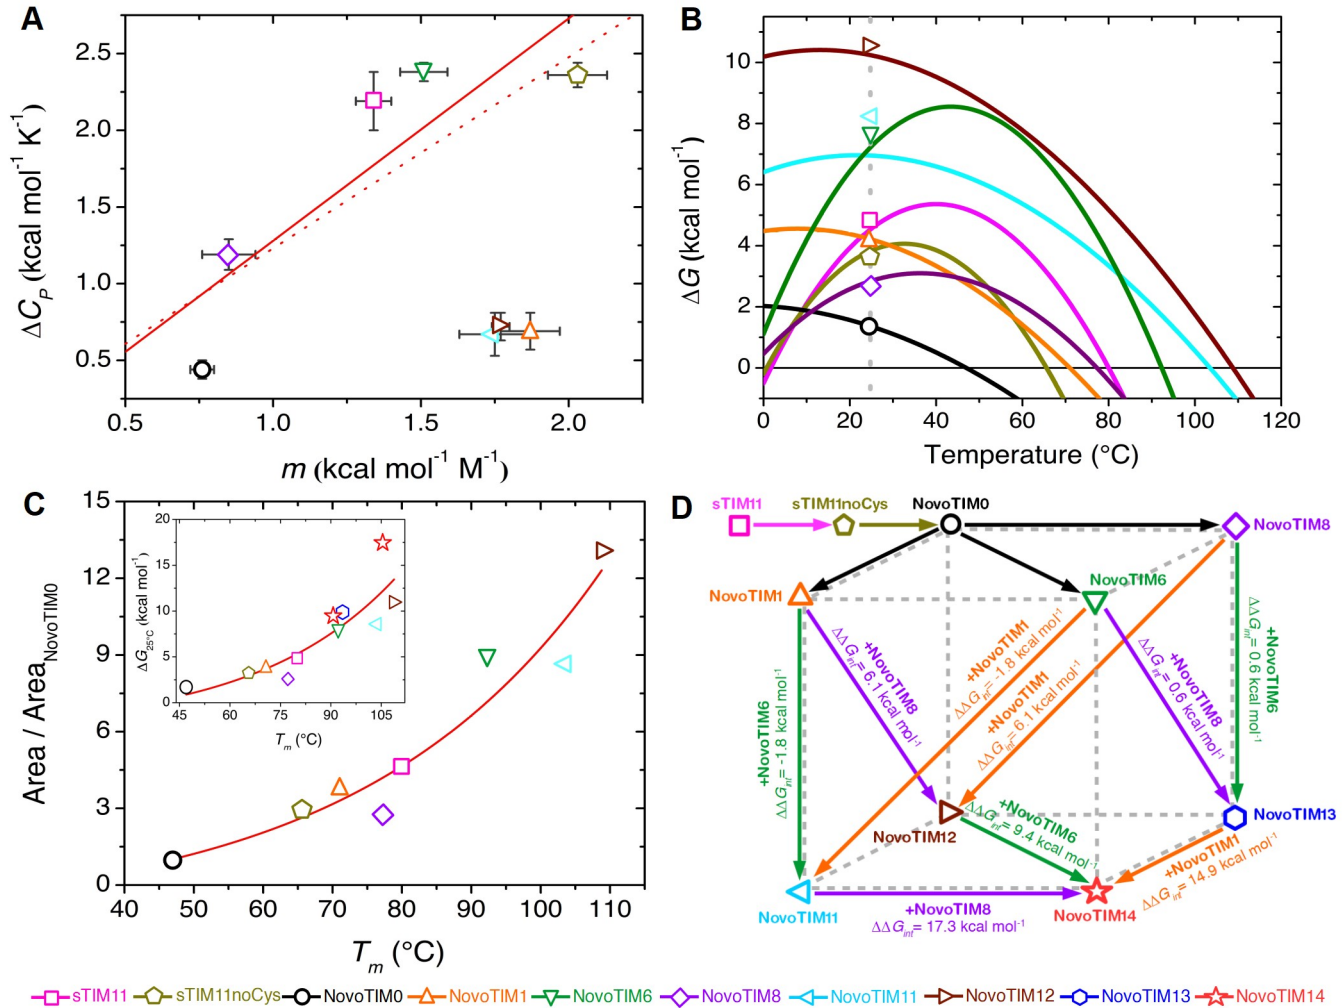 A
ΔC_P (kcal mol⁻¹ K⁻¹)
2.5
2.0
1.5
1.0
0.5
0.5 1.0 1.5 2.0
m (kcal mol⁻¹ M⁻¹)
B
ΔG (kcal mol⁻¹)
10
8
6
4
2
0
0 20 40 60 80 100 120
Temperature (°C)
C
Area / Area_NovoTIM0
15
12
9
6
3
0
40 50 60 70 80 90 100 110
T_m (°C)
ΔG_25°C (kcal mol⁻¹)
20
15
10
5
0
45 60 75 90 105
T_m (°C)
D
sTIM11
sTIM11noCys
NovoTIM0
NovoTIM8
NovoTIM1
NovoTIM6
+NovoTIM6
ΔΔG_int= -1.8 kcal mol⁻¹
+NovoTIM8
ΔΔG_int= 6.1 kcal mol⁻¹
+NovoTIM1
ΔΔG_int= -1.8 kcal mol⁻¹
+NovoTIM1
ΔΔG_int= 6.1 kcal mol⁻¹
+NovoTIM8
ΔΔG_int= 0.6 kcal mol⁻¹
+NovoTIM6
ΔΔG_int= 0.6 kcal mol⁻¹
NovoTIM12
+NovoTIM6
ΔΔG_int= 9.4 kcal mol⁻¹
NovoTIM13
+NovoTIM1
ΔΔG_int= 14.9 kcal mol⁻¹
NovoTIM11
+NovoTIM8
ΔΔG_int= 17.3 kcal mol⁻¹
NovoTIM14
sTIM11 sTIM11noCys NovoTIM0 NovoTIM1 NovoTIM6 NovoTIM8 NovoTIM11 NovoTIM12 NovoTIM13 NovoTIM14